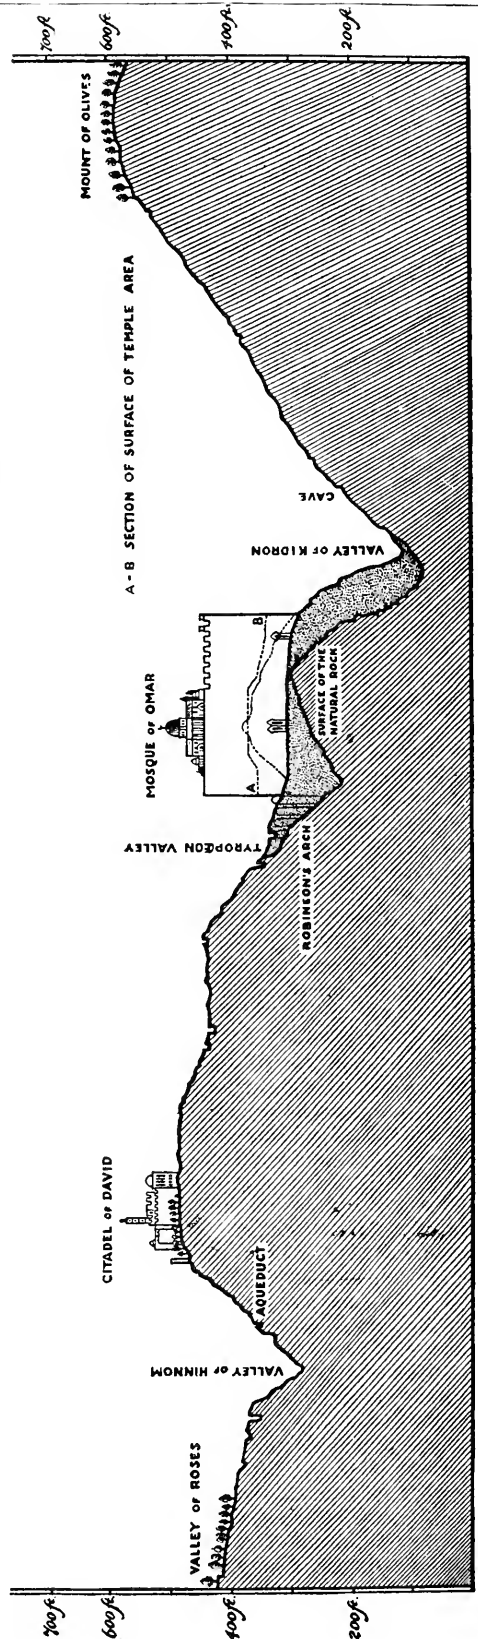 700 ft.
600 ft.
400 ft.
200 ft.
VALLEY OF ROSES
VALLEY OF HINNOM
AQUEDUCT
CITADEL OF DAVID
TYROPŒON VALLEY
ROBINSON'S ARCH
MOSQUE OF OMAR
A
B
SURFACE OF THE
NATURAL ROCK
VALLEY OF KIDRON
CAVE
A-B SECTION OF SURFACE OF TEMPLE AREA
MOUNT OF OLIVES
700 ft.
600 ft.
400 ft.
200 ft.